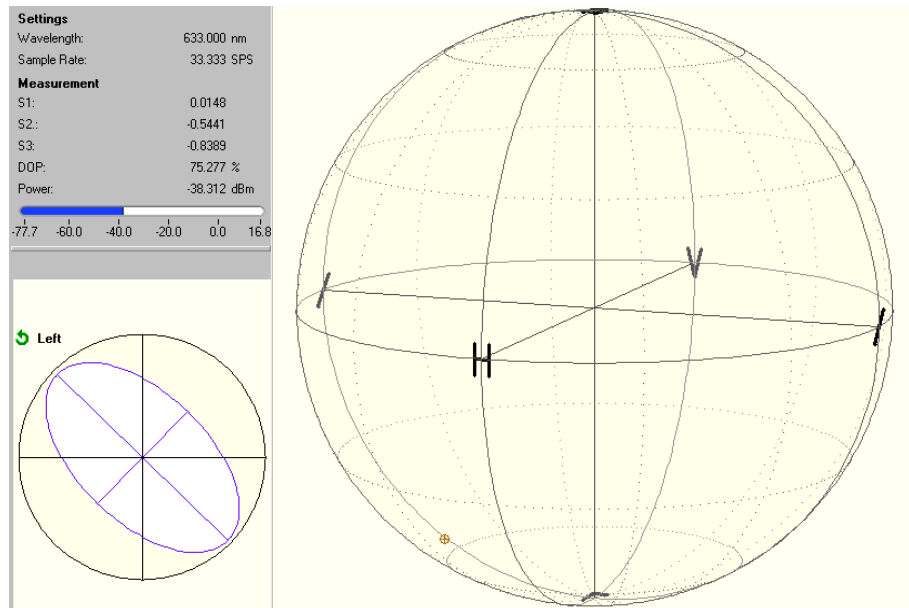 Settings
Wavelength: 633.000 nm
Sample Rate: 33.333 SPS
Measurement
S1: 0.0148
S2.: -0.5441
S3: -0.8389
DOP: 75.277 %
Power: -38.312 dBm
-77.7 -60.0 -40.0 -20.0 0.0 16.8
Left
V
H